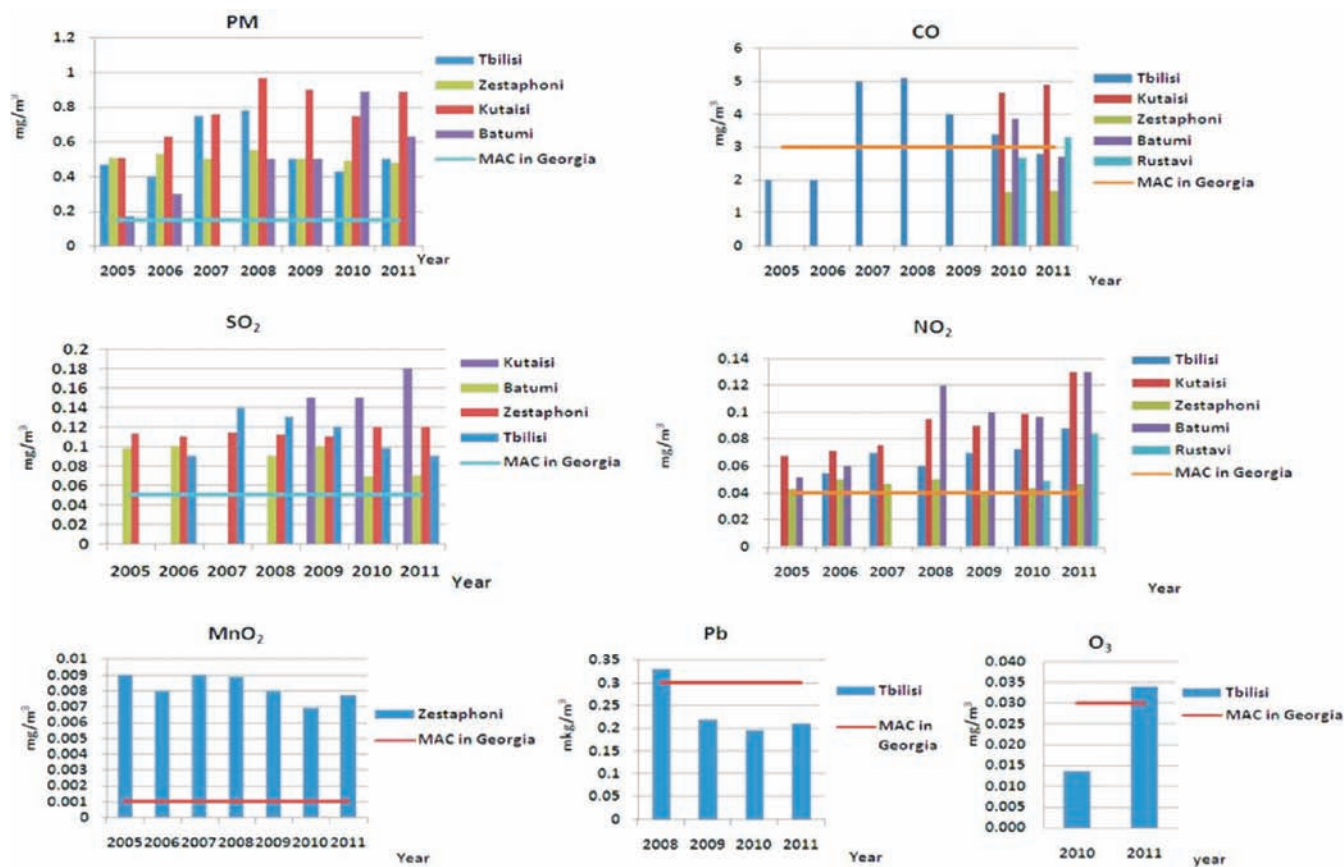 PM
1.2
1
0.8
0.6
0.4
0.2
0
mg/m³
2005 2006 2007 2008 2009 2010 2011
Year
Tbilisi
Zestaphoni
Kutaisi
Batumi
MAC in Georgia
CO
6
5
4
3
2
1
0
mg/m³
2005 2006 2007 2008 2009 2010 2011
Year
Tbilisi
Kutaisi
Zestaphoni
Batumi
Rustavi
MAC in Georgia
SO₂
0.2
0.18
0.16
0.14
0.12
0.1
0.08
0.06
0.04
0.02
0
mg/m³
2005 2006 2007 2008 2009 2010 2011
Year
Kutaisi
Batumi
Zestaphoni
Tbilisi
MAC in Georgia
NO₂
0.14
0.12
0.1
0.08
0.06
0.04
0.02
0
mg/m³
2005 2006 2007 2008 2009 2010 2011
Year
Tbilisi
Kutaisi
Zestaphoni
Batumi
Rustavi
MAC in Georgia
MnO₂
0.01
0.009
0.008
0.007
0.006
0.005
0.004
0.003
0.002
0.001
0
mg/m³
2005 2006 2007 2008 2009 2010 2011
Year
Zestaphoni
MAC in Georgia
Pb
0.35
0.3
0.25
0.2
0.15
0.1
0.05
0
mkg/m³
2008 2009 2010 2011
Year
Tbilisi
MAC in
Georgia
O₃
0.040
0.035
0.030
0.025
0.020
0.015
0.010
0.005
0.000
mg/m³
2010 2011
year
Tbilisi
MAC in Georgia